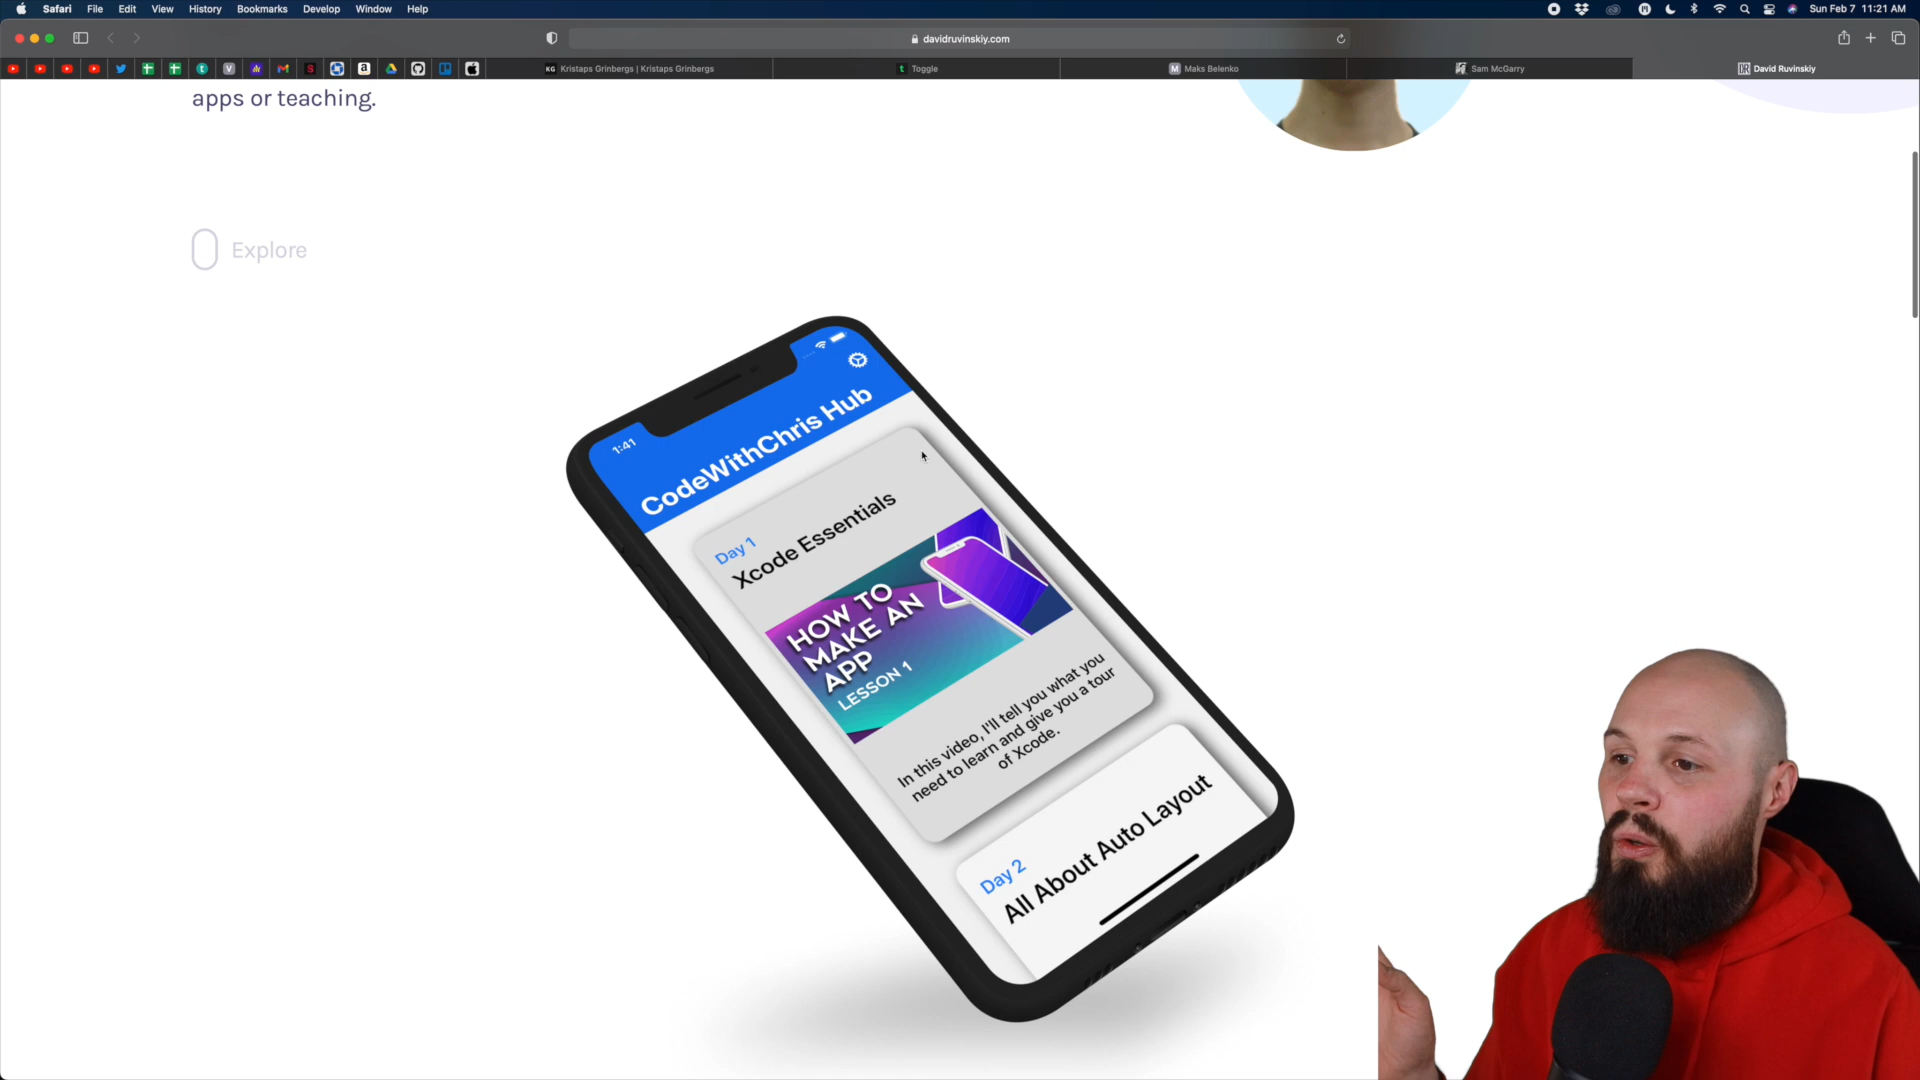 Safari File Edit View History Bookmarks Develop Window Help
Sun Feb 7 11:21 AM
davidruvinskiy.com
KG Kristaps Grinbergs | Kristaps Grinbergs
t Toggle
M Maks Belenko
Sam McGarry
DR David Ruvinskiy
apps or teaching.
Explore
1:41
CodeWithChris Hub
Day 1
Xcode Essentials
HOW TO
MAKE AN
APP
LESSON 1
In this video, I'll tell you what you
need to learn and give you a tour
of Xcode.
Day 2
All About Auto Layout